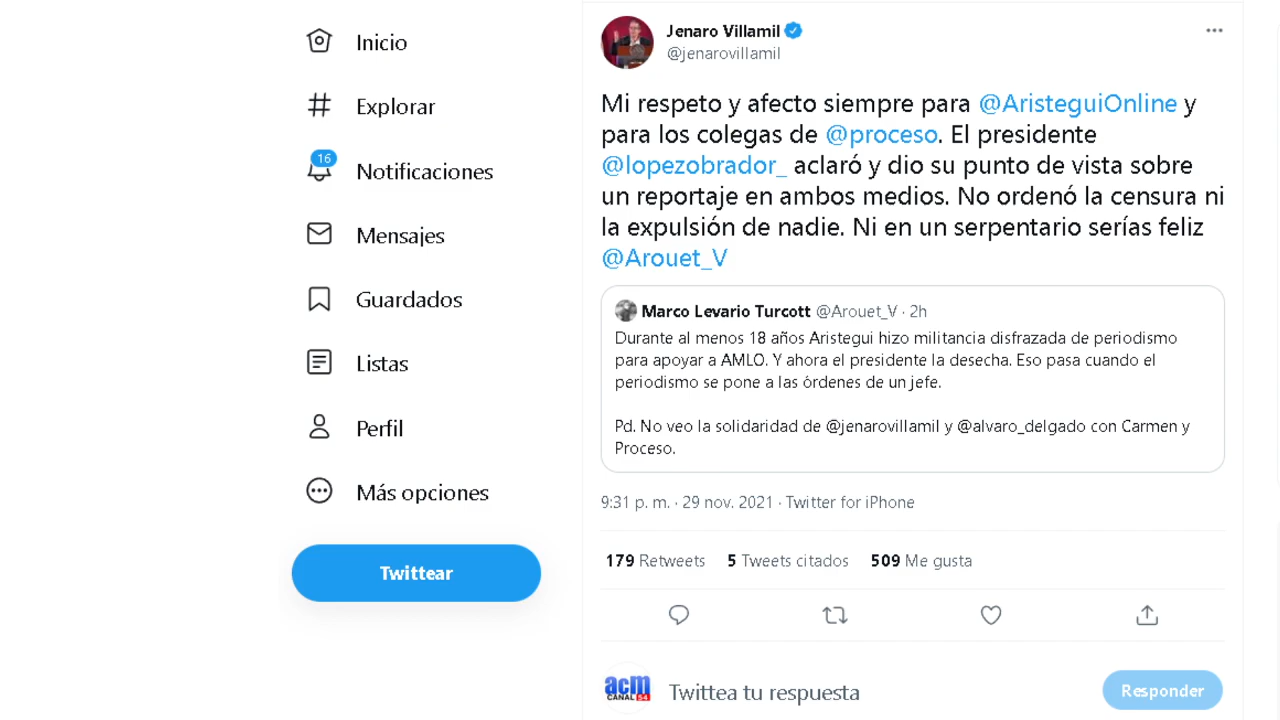 Inicio
Explorar
16
Notificaciones
Mensajes
Guardados
Listas
Perfil
Más opciones
Twittear
Jenaro Villamil
@jenarovillamil
Mi respeto y afecto siempre para @AristeguiOnline y
para los colegas de @proceso. El presidente
@lopezobrador_ aclaró y dio su punto de vista sobre
un reportaje en ambos medios. No ordenó la censura ni
la expulsión de nadie. Ni en un serpentario serías feliz
@Arouet_V
Marco Levario Turcott @Arouet_V · 2h
Durante al menos 18 años Aristegui hizo militancia disfrazada de periodismo
para apoyar a AMLO. Y ahora el presidente la desecha. Eso pasa cuando el
periodismo se pone a las órdenes de un jefe.
Pd. No veo la solidaridad de @jenarovillamil y @alvaro_delgado con Carmen y
Proceso.
9:31 p. m. · 29 nov. 2021 · Twitter for iPhone
179 Retweets 5 Tweets citados 509 Me gusta
acm
CANAL 54
Twittea tu respuesta
Responder